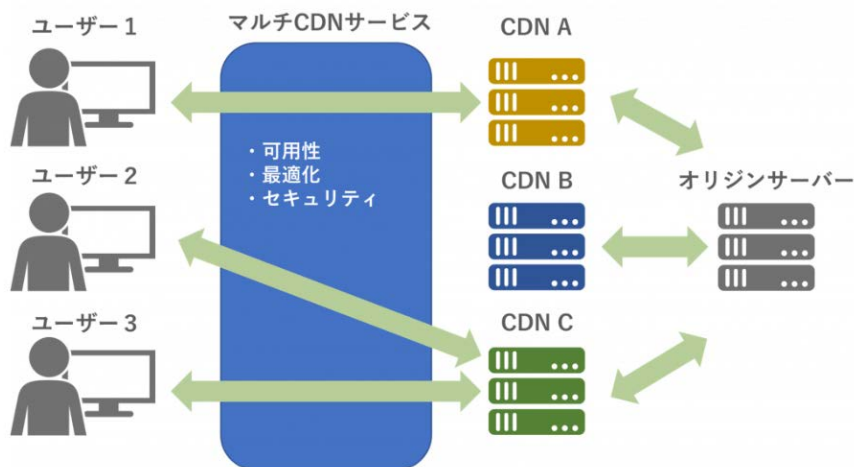 ユーザー1
マルチCDNサービス
CDN A
・可用性
・最適化
・セキュリティ
ユーザー2
CDN B
オリジンサーバー
ユーザー3
CDN C